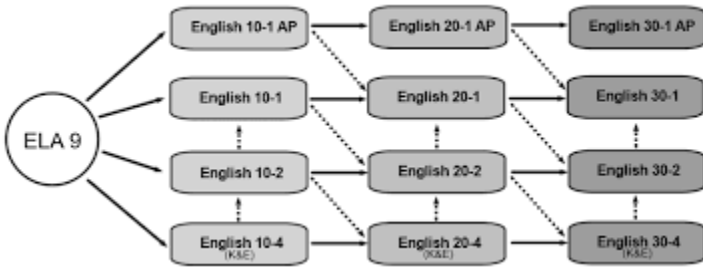 English 10-1 AP
English 20-1 AP
English 30-1 AP
English 10-1
English 20-1
English 30-1
ELA 9
English 10-2
English 20-2
English 30-2
English 10-4
(K&E)
English 20-4
(K&E)
English 30-4
(K&E)